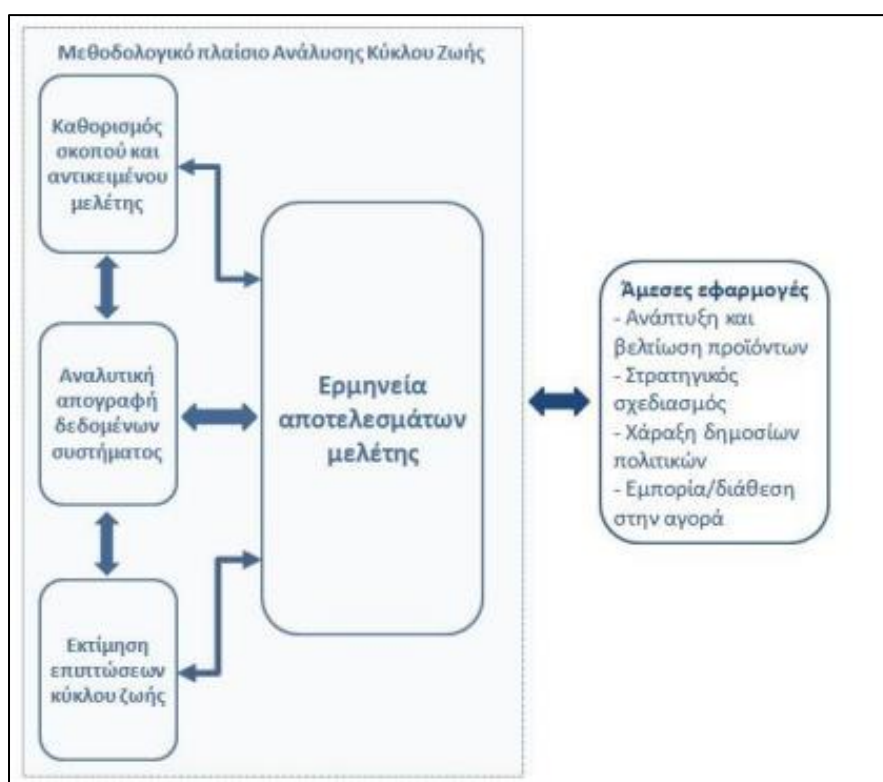 Μεθοδολογικό πλαίσιο Ανάλυσης Κύκλου Ζωής
Καθορισμός
σκοπού και
αντικειμένου
μελέτης
Αναλυτική
απογραφή
δεδομένων
συστήματος
Εκτίμηση
επιπτώσεων
κύκλου ζωής
Ερμηνεία
αποτελεσμάτων
μελέτης
Άμεσες εφαρμογές
- Ανάπτυξη και
βελτίωση προϊόντων
- Στρατηγικός
σχεδιασμός
- Χάραξη δημοσίων
πολιτικών
- Εμπορία/διάθεση
στην αγορά